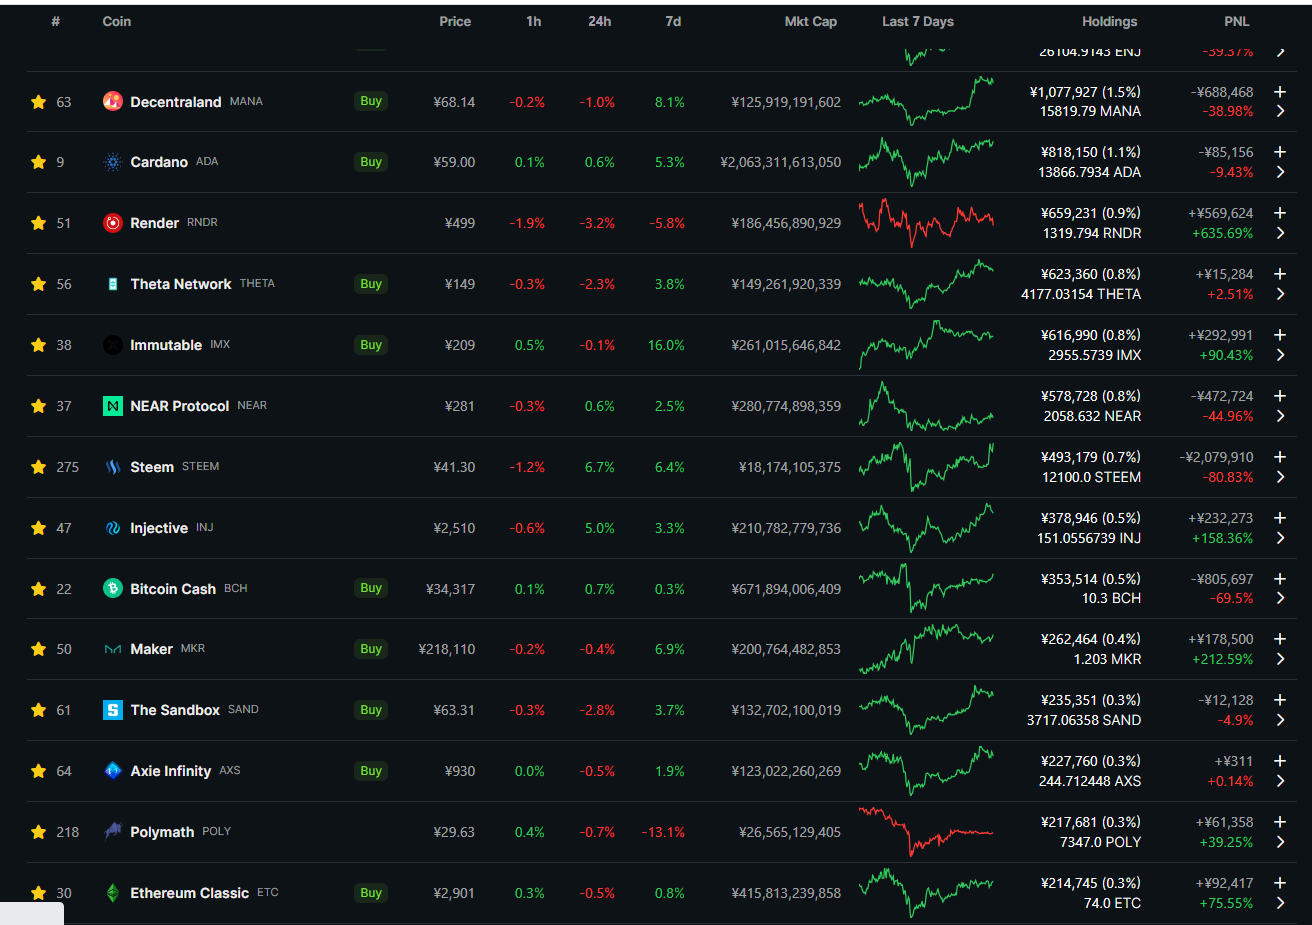 # Coin Price 1h 24h 7d Mkt Cap Last 7 Days Holdings PNL
26104.9143 ENJ -39.37%
63 Decentraland MANA Buy ¥68.14 -0.2% -1.0% 8.1% ¥125,919,191,602 ¥1,077,927 (1.5%) -¥688,468
15819.79 MANA -38.98%
9 Cardano ADA Buy ¥59.00 0.1% 0.6% 5.3% ¥2,063,311,613,050 ¥818,150 (1.1%) -¥85,156
13866.7934 ADA -9.43%
51 Render RNDR ¥499 -1.9% -3.2% -5.8% ¥186,456,890,929 ¥659,231 (0.9%) +¥569,624
1319.794 RNDR +635.69%
56 Theta Network THETA Buy ¥149 -0.3% -2.3% 3.8% ¥149,261,920,339 ¥623,360 (0.8%) +¥15,284
4177.03154 THETA +2.51%
38 Immutable IMX Buy ¥209 0.5% -0.1% 16.0% ¥261,015,646,842 ¥616,990 (0.8%) +¥292,991
2955.5739 IMX +90.43%
37 NEAR Protocol NEAR ¥281 -0.3% 0.6% 2.5% ¥280,774,898,359 ¥578,728 (0.8%) -¥472,724
2058.632 NEAR -44.96%
275 Steem STEEM ¥41.30 -1.2% 6.7% 6.4% ¥18,174,105,375 ¥493,179 (0.7%) -¥2,079,910
12100.0 STEEM -80.83%
47 Injective INJ ¥2,510 -0.6% 5.0% 3.3% ¥210,782,779,736 ¥378,946 (0.5%) +¥232,273
151.0556739 INJ +158.36%
22 Bitcoin Cash BCH Buy ¥34,317 0.1% 0.7% 0.3% ¥671,894,006,409 ¥353,514 (0.5%) -¥805,697
10.3 BCH -69.5%
50 Maker MKR Buy ¥218,110 -0.2% -0.4% 6.9% ¥200,764,482,853 ¥262,464 (0.4%) +¥178,500
1.203 MKR +212.59%
61 The Sandbox SAND Buy ¥63.31 -0.3% -2.8% 3.7% ¥132,702,100,019 ¥235,351 (0.3%) -¥12,128
3717.06358 SAND -4.9%
64 Axie Infinity AXS Buy ¥930 0.0% -0.5% 1.9% ¥123,022,260,269 ¥227,760 (0.3%) +¥311
244.712448 AXS +0.14%
218 Polymath POLY ¥29.63 0.4% -0.7% -13.1% ¥26,565,129,405 ¥217,681 (0.3%) +¥61,358
7347.0 POLY +39.25%
30 Ethereum Classic ETC Buy ¥2,901 0.3% -0.5% 0.8% ¥415,813,239,858 ¥214,745 (0.3%) +¥92,417
74.0 ETC +75.55%